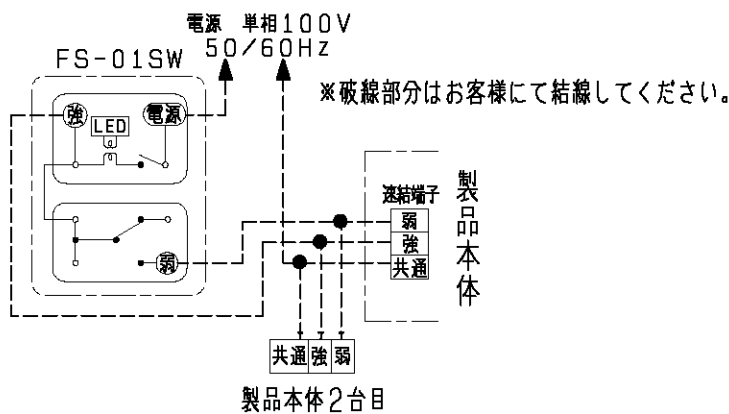 電源 単相100V
50/60Hz
FS-01SW
※破線部分はお客様にて結線してください。
強
LED
電源
弱
速結端子
弱
強
共通
製品本体
共通 強 弱
製品本体2台目